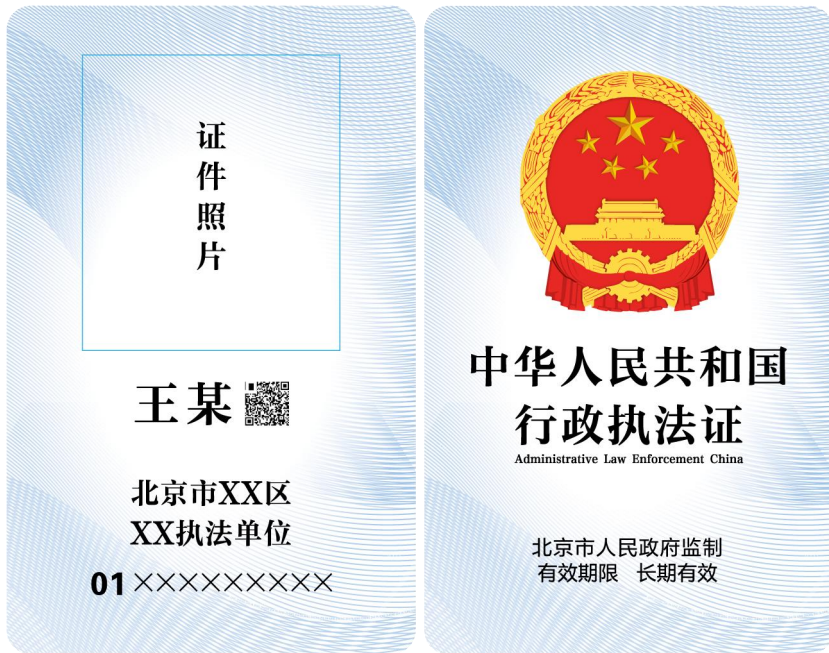 证件照片
王某
北京市XX区
XX执法单位
01×××××××××
中华人民共和国
行政执法证
Administrative Law Enforcement China
北京市人民政府监制
有效期限 长期有效